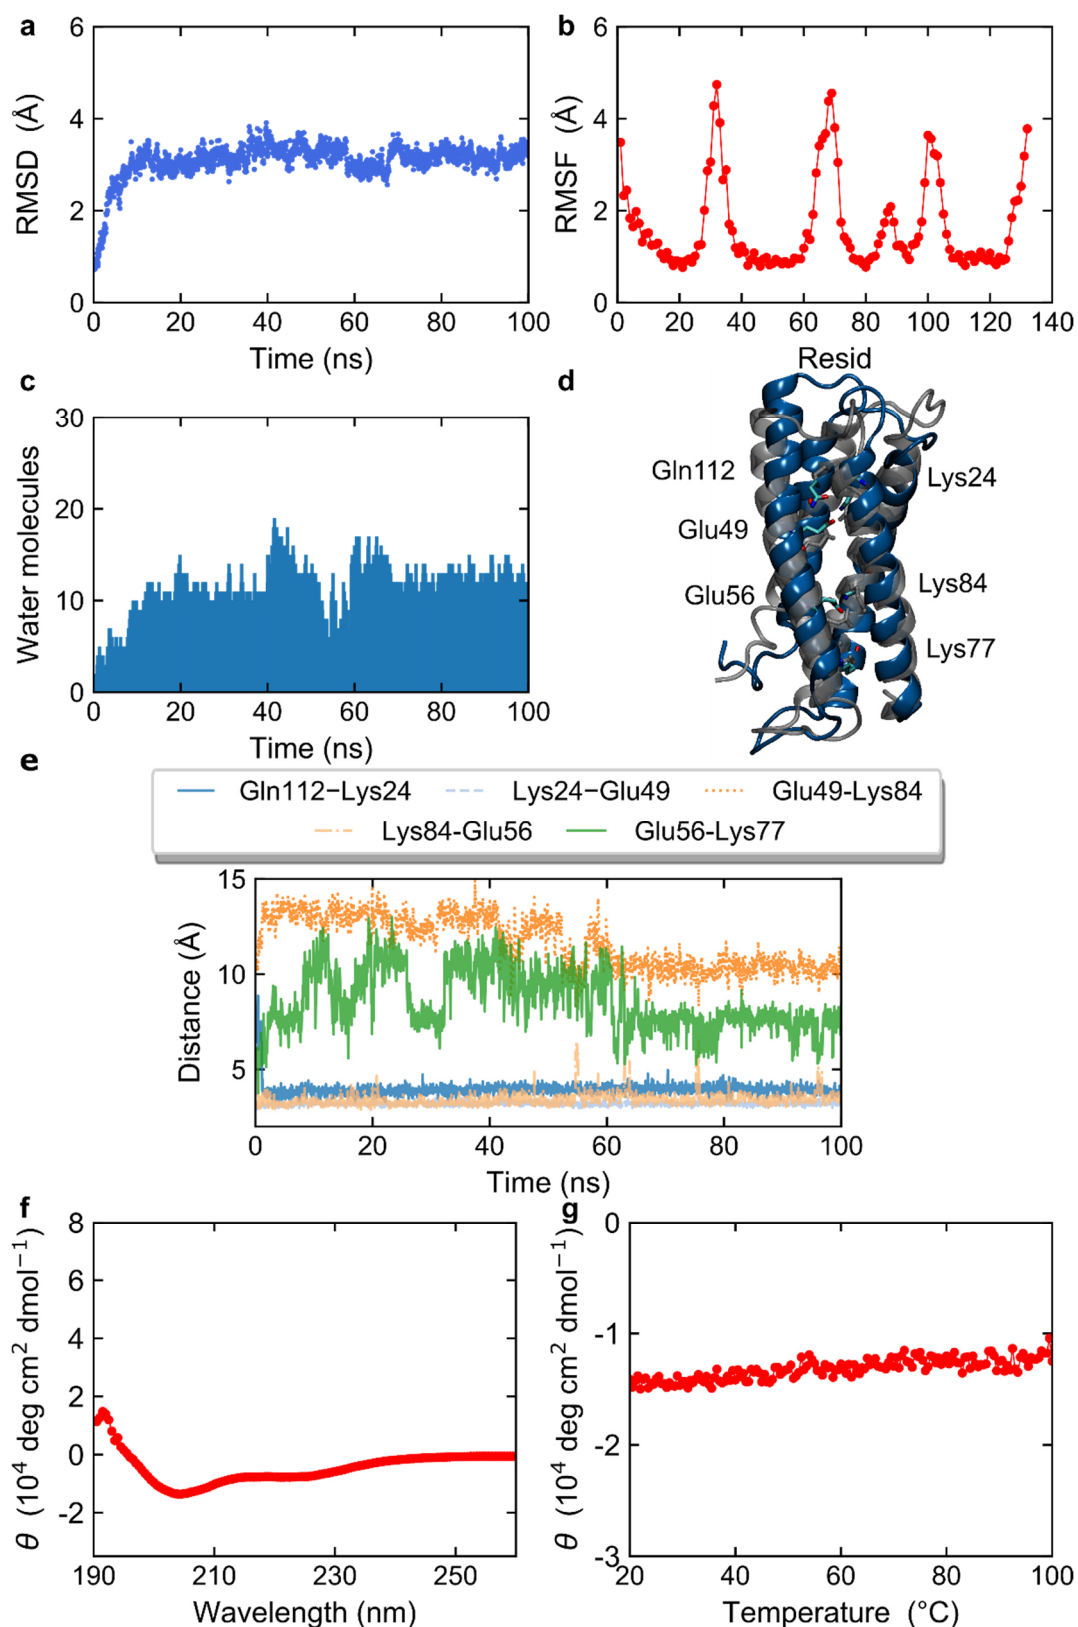 a
6
4
2
0
RMSD (Å)
0 20 40 60 80 100
Time (ns)
b
6
4
2
0
RMSF (Å)
0 20 40 60 80 100 120 140
Resid
c
30
20
10
0
Water molecules
0 20 40 60 80 100
Time (ns)
d
Gln112
Glu49
Glu56
Lys24
Lys84
Lys77
e
Gln112−Lys24 Lys24−Glu49 Glu49-Lys84
Lys84-Glu56 Glu56-Lys77
15
10
5
Distance (Å)
0 20 40 60 80 100
Time (ns)
f
8
6
4
2
0
-2
θ (10⁴ deg cm² dmol⁻¹)
190 210 230 250
Wavelength (nm)
g
0
-1
-2
-3
θ (10⁴ deg cm² dmol⁻¹)
20 40 60 80 100
Temperature (°C)